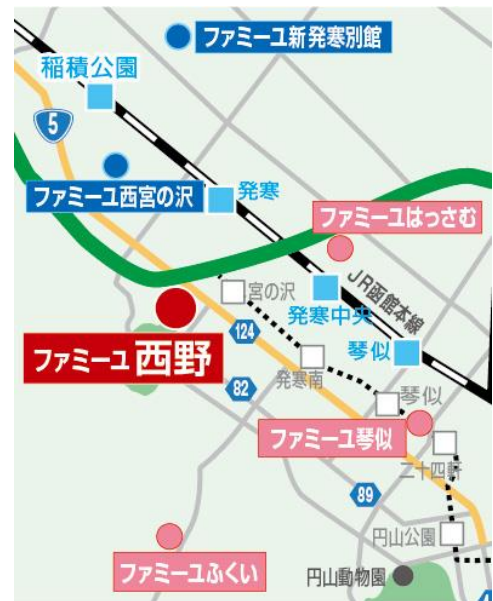 ファミーユ新発寒別館
稲積公園
5
ファミーユ西宮の沢
発寒
ファミーユはっさむ
宮の沢
JR函館本線
発寒中央
124
ファミーユ 西野
琴似
発寒南
82
琴似
ファミーユ琴似
二十四軒
89
円山公園
ファミーユふくい
円山動物園